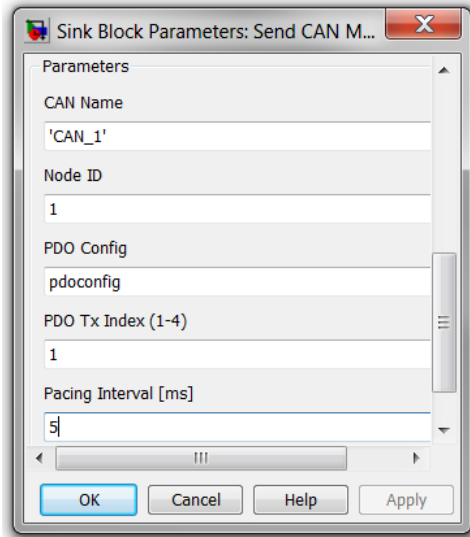 Sink Block Parameters: Send CAN M...
Parameters
CAN Name
'CAN_1'
Node ID
1
PDO Config
pdoconfig
PDO Tx Index (1-4)
1
Pacing Interval [ms]
5
OK Cancel Help Apply